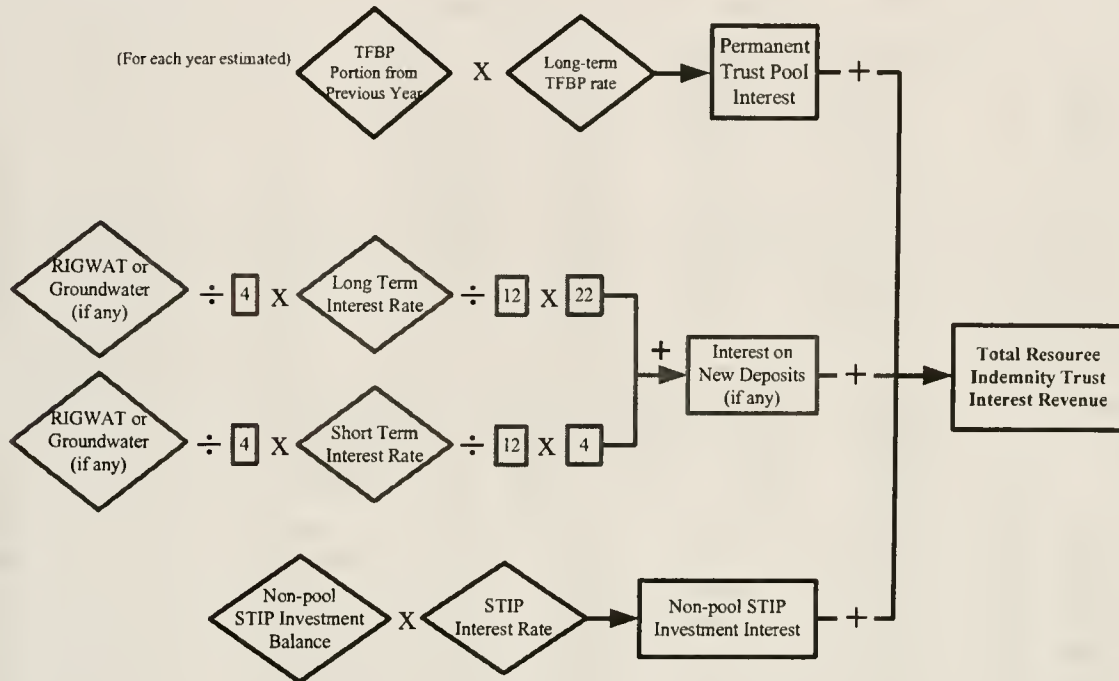 (For each year estimated)
TFBP
Portion from
Previous Year
X
Long-term
TFBP rate
Permanent
Trust Pool
Interest
+
RIGWAT or
Groundwater
(if any)
÷ 4 X
Long Term
Interest Rate
÷ 12 X 22
RIGWAT or
Groundwater
(if any)
÷ 4 X
Short Term
Interest Rate
÷ 12 X 4
+
Interest on
New Deposits
(if any)
+
Total Resouree
Indemnity Trust
Interest Revenue
Non-pool
STIP Investment
Balance
X
STIP
Interest Rate
Non-pool STIP
Investment Interest
+